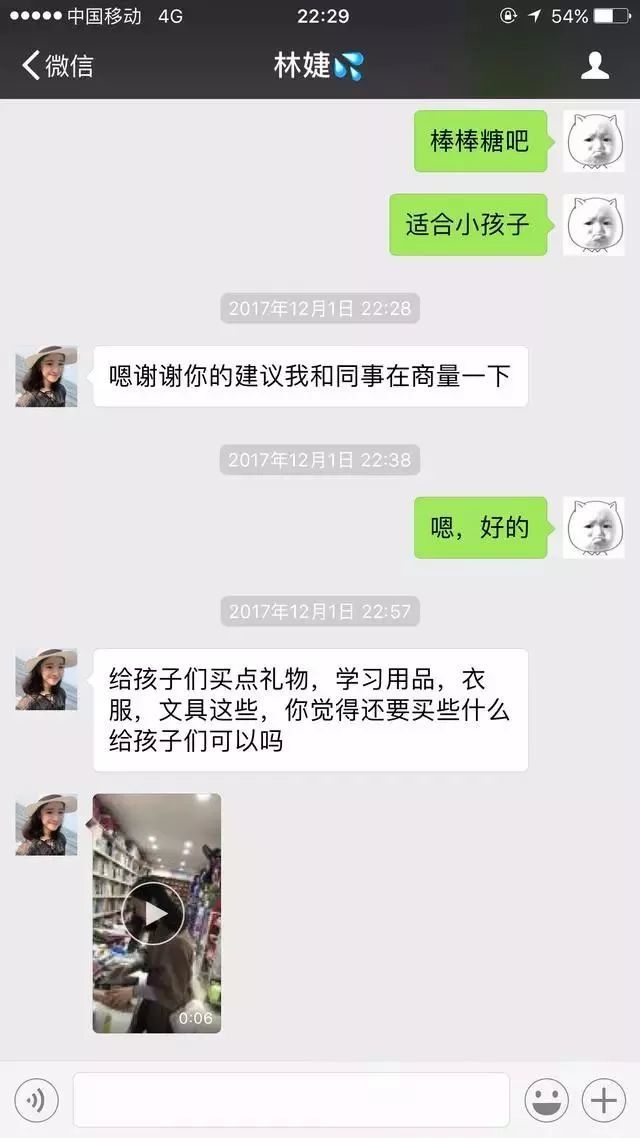 中国移动 4G 22:29 54%
微信 林婕💦
棒棒糖吧
适合小孩子
2017年12月1日 22:28
嗯谢谢你的建议我和同事在商量一下
2017年12月1日 22:38
嗯，好的
2017年12月1日 22:57
给孩子们买点礼物，学习用品，衣
服，文具这些，你觉得还要买些什么
给孩子们可以吗
0:06